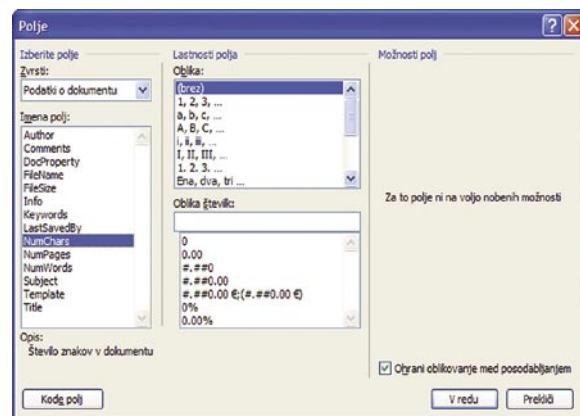 Polje
Izberite polje
Zvrsti:
Podatki o dokumentu
Imena polj:
Author
Comments
DocProperty
FileName
FileSize
Info
Keywords
LastSavedBy
NumChars
NumPages
NumWords
Subject
Template
Title
Opis:
Število znakov v dokumentu
Kode polj
Lastnosti polja
Oblika:
(brez)
1, 2, 3, ...
a, b, c, ...
A, B, C, ...
i, ii, iii, ...
I, II, III, ...
1. 2. 3. ...
Ena, dva, tri ...
Oblika številk:
0
0.00
#.##0
#.##0.00
#.##0.00 €;(#.##0.00 €)
0%
0.00%
Možnosti polj
Za to polje ni na voljo nobenih možnosti
Ohrani oblikovanje med posodabljanjem
V redu
Prekliči